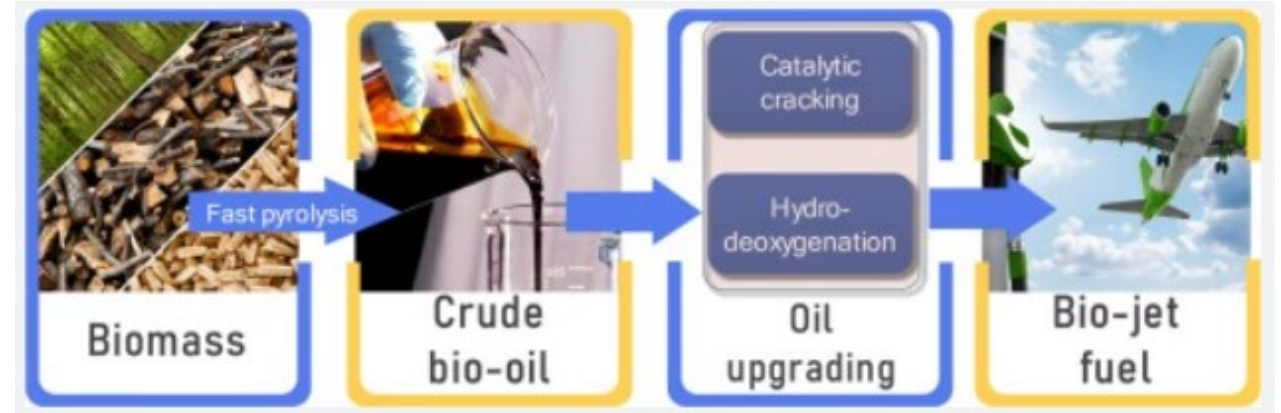 Fast pyrolysis
Biomass
Crude
bio-oil
Catalytic
cracking
Hydro-
deoxygenation
Oil
upgrading
Bio-jet
fuel